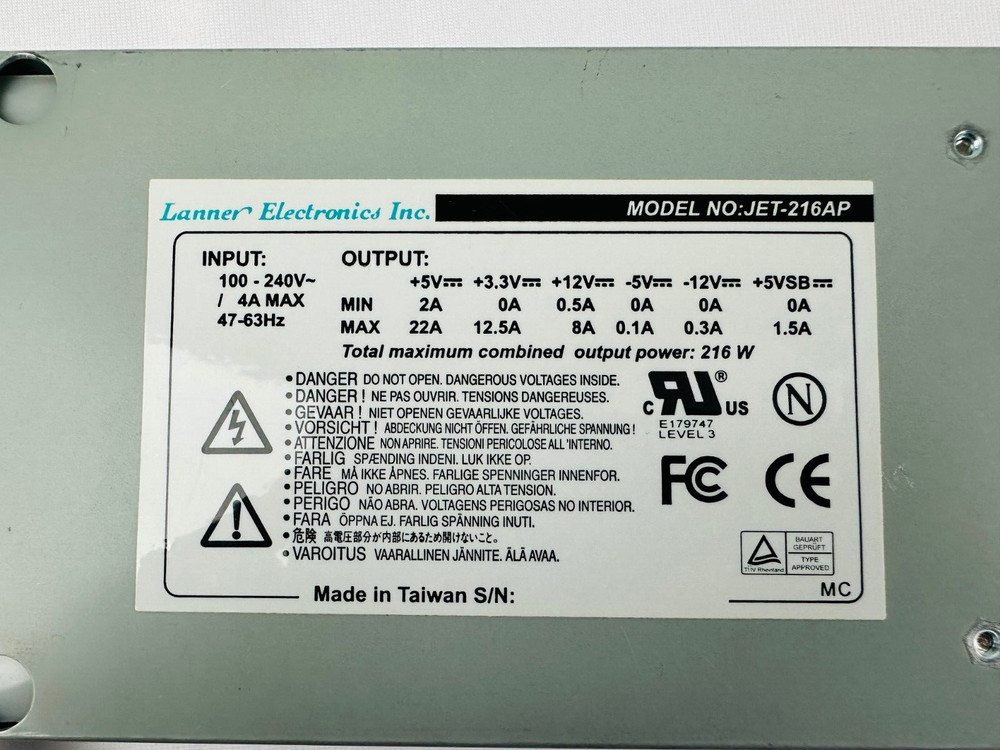 Lanner Electronics Inc. MODEL NO:JET-216AP
INPUT: OUTPUT:
100 - 240V~ +5V⎓ +3.3V⎓ +12V⎓ -5V⎓ -12V⎓ +5VSB⎓
/ 4A MAX MIN 2A 0A 0.5A 0A 0A 0A
47-63Hz MAX 22A 12.5A 8A 0.1A 0.3A 1.5A
Total maximum combined output power: 216 W
•DANGER DO NOT OPEN. DANGEROUS VOLTAGES INSIDE.
•DANGER ! NE PAS OUVRIR. TENSIONS DANGEREUSES.
•GEVAAR ! NIET OPENEN GEVAARLIJKE VOLTAGES.
•VORSICHT ! ABDECKUNG NICHT ÖFFEN. GEFÄHRLICHE SPANNUNG !
•ATTENZIONE NON APRIRE. TENSIONI PERICOLOSE ALL'INTERNO.
•FARLIG SPÆNDING INDENI. LUK IKKE OP.
•FARE MÅ IKKE ÅPNES. FARLIGE SPENNINGER INNENFOR.
•PELIGRO NO ABRIR. PELIGRO ALTA TENSION.
•PERIGO NÃO ABRA. VOLTAGENS PERIGOSAS NO INTERIOR.
•FARA ÖPPNA EJ. FARLIG SPÄNNING INUTI.
•危険 高電圧部分が内部にあるため開けないこと。
•VAROITUS VAARALLINEN JÄNNITE. ÄLÄ AVAA.
c RU ® US
E179747
LEVEL 3
N
FC CE
TÜV Rheinland
BAUART
GEPRÜFT
TYPE
APPROVED
Made in Taiwan S/N: MC